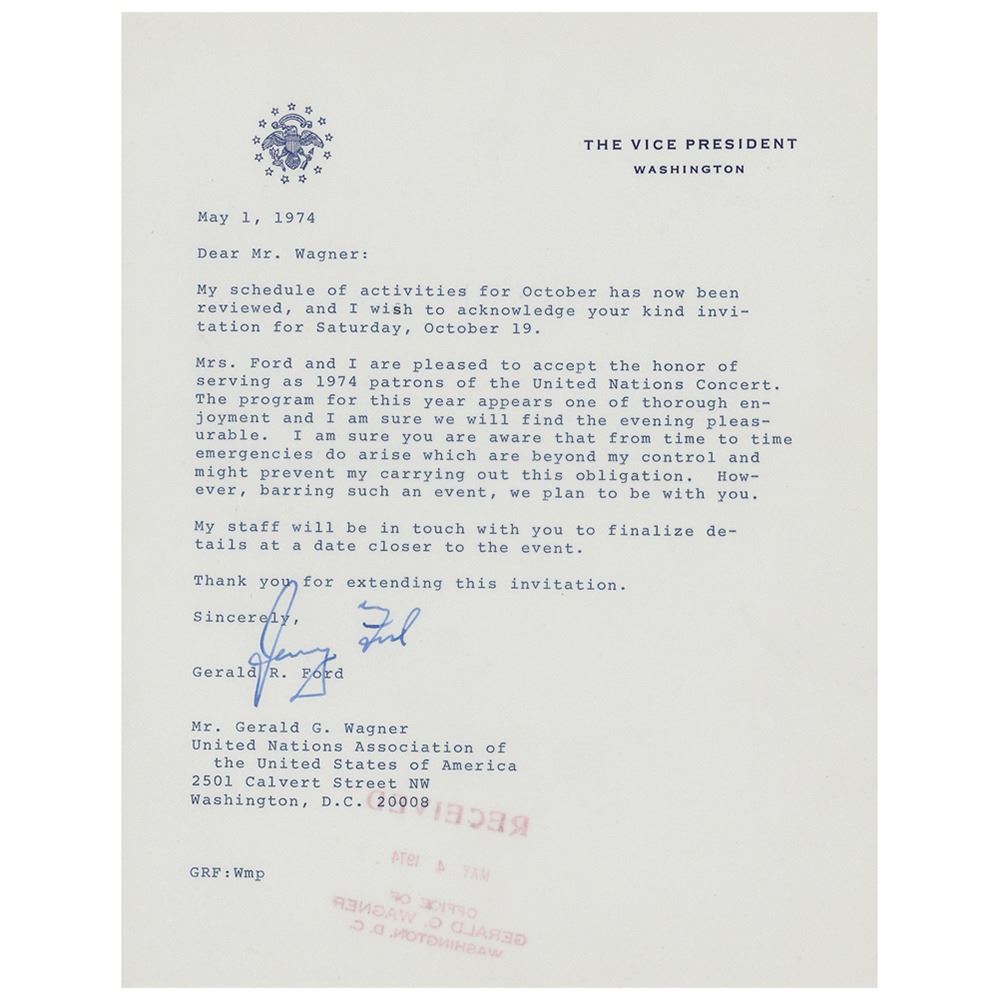 THE VICE PRESIDENT
WASHINGTON
May 1, 1974
Dear Mr. Wagner:
My schedule of activities for October has now been
reviewed, and I wish to acknowledge your kind invi-
tation for Saturday, October 19.
Mrs. Ford and I are pleased to accept the honor of
serving as 1974 patrons of the United Nations Concert.
The program for this year appears one of thorough en-
joyment and I am sure we will find the evening pleas-
urable. I am sure you are aware that from time to time
emergencies do arise which are beyond my control and
might prevent my carrying out this obligation. How-
ever, barring such an event, we plan to be with you.
My staff will be in touch with you to finalize de-
tails at a date closer to the event.
Thank you for extending this invitation.
Sincerely,
Jerry Ford
Gerald R. Ford
Mr. Gerald G. Wagner
United Nations Association of
the United States of America
2501 Calvert Street NW
Washington, D.C. 20008
RECEIVED
MAY 4 1974
GRF:Wmp
OFFICE OF
GERALD G. WAGNER
WASHINGTON, D.C.